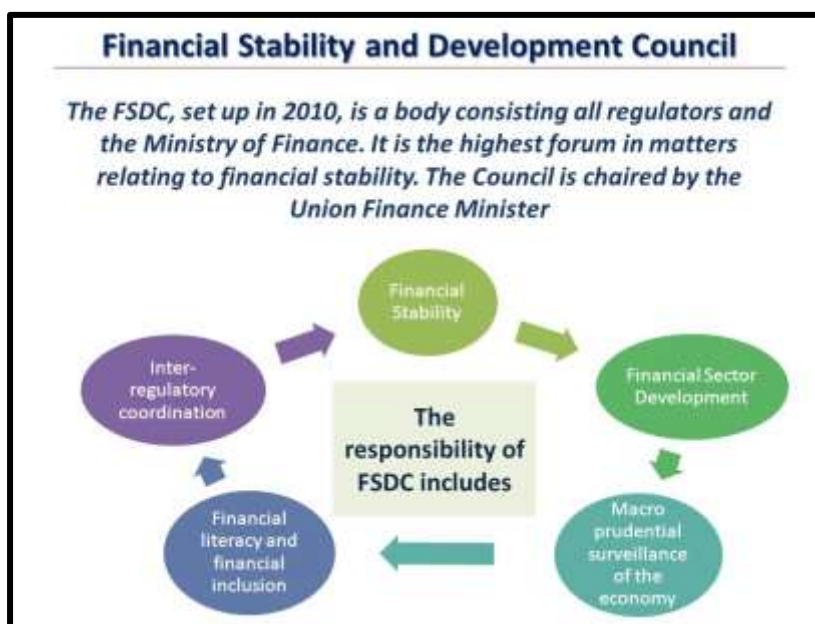 Financial Stability and Development Council
The FSDC, set up in 2010, is a body consisting all regulators and
the Ministry of Finance. It is the highest forum in matters
relating to financial stability. The Council is chaired by the
Union Finance Minister
Financial
Stability
Financial Sector
Development
Macro
prudential
surveillance
of the
economy
Financial
literacy and
financial
inclusion
Inter-
regulatory
coordination
The
responsibility of
FSDC includes